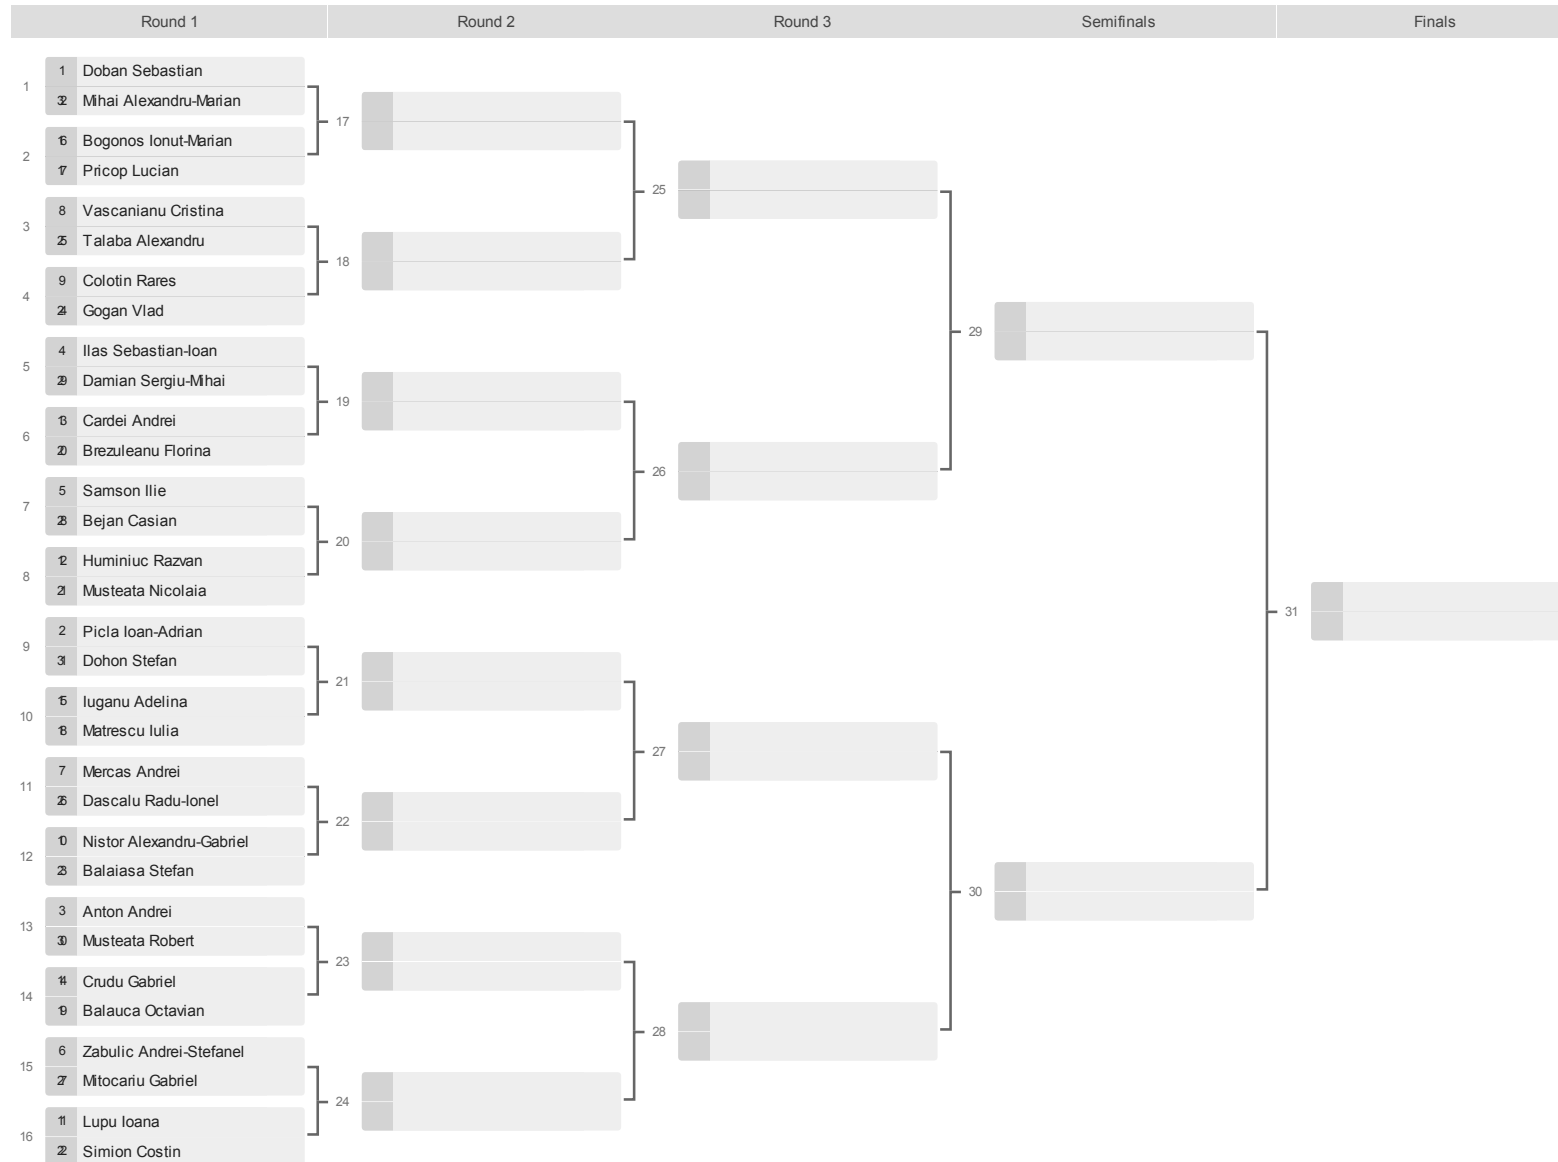 Round 1 Round 2 Round 3 Semifinals Finals
1 Doban Sebastian
1
32 Mihai Alexandru-Marian
17
16 Bogonos Ionut-Marian
2
17 Pricop Lucian
25
8 Vascanianu Cristina
3
25 Talaba Alexandru
18
9 Colotin Rares
4
24 Gogan Vlad
29
4 Ilas Sebastian-Ioan
5
29 Damian Sergiu-Mihai
19
13 Cardei Andrei
6
20 Brezuleanu Florina
26
5 Samson Ilie
7
28 Bejan Casian
20
12 Huminiuc Razvan
8
21 Musteata Nicolaia
31
2 Picla Ioan-Adrian
9
31 Dohon Stefan
21
15 Iuganu Adelina
10
18 Matrescu Iulia
27
7 Mercas Andrei
11
26 Dascalu Radu-Ionel
22
10 Nistor Alexandru-Gabriel
12
23 Balaiasa Stefan
30
3 Anton Andrei
13
30 Musteata Robert
23
14 Crudu Gabriel
14
19 Balauca Octavian
28
6 Zabulic Andrei-Stefanel
15
27 Mitocariu Gabriel
24
11 Lupu Ioana
16
22 Simion Costin